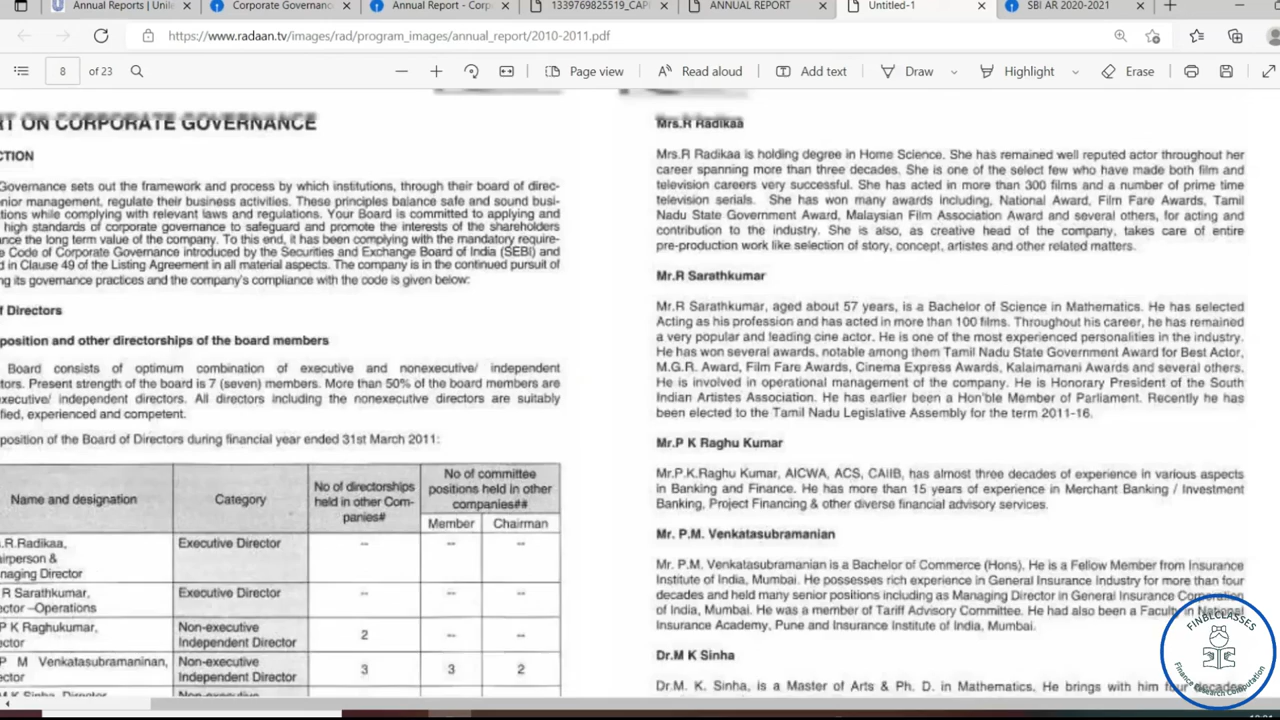 Annual Reports | Unile
Corporate Governanc
Annual Report - Corp
1339769825519_CAPI
ANNUAL REPORT
Untitled-1
SBI AR 2020-2021
https://www.radaan.tv/images/rad/program_images/annual_report/2010-2011.pdf
8 of 23
Page view
Read aloud
Add text
Draw
Highlight
Erase
RT ON CORPORATE GOVERNANCE
CTION
Governance sets out the framework and process by which institutions, through their board of direc-
nior management, regulate their business activities. These principles balance safe and sound busi-
tions while complying with relevant laws and regulations. Your Board is committed to applying and
high standards of corporate governance to safeguard and promote the interests of the shareholders
ance the long term value of the company. To this end, it has been complying with the mandatory require-
e Code of Corporate Governance introduced by the Securities and Exchange Board of India (SEBI) and
d in Clause 49 of the Listing Agreement in all material aspects. The company is in the continued pursuit of
ng its governance practices and the company's compliance with the code is given below:
f Directors
position and other directorships of the board members
Board consists of optimum combination of executive and nonexecutive/ independent
tors. Present strength of the board is 7 (seven) members. More than 50% of the board members are
executive/ independent directors. All directors including the nonexecutive directors are suitably
fied, experienced and competent.
position of the Board of Directors during financial year ended 31st March 2011:
Name and designation
Category
No of directorships
held in other Com-
panies#
No of committee
positions held in other
companies##
Member
Chairman
.R.Radikaa,
airperson &
naging Director
Executive Director
--
--
--
R Sarathkumar,
ector –Operations
Executive Director
--
--
--
P K Raghukumar,
ector
Non-executive
Independent Director
2
--
--
P M Venkatasubramaninan,
ector
Non-executive
Independent Director
3
3
2
M K Sinha, Director
Non-executive
Mrs.R Radikaa
Mrs.R Radikaa is holding degree in Home Science. She has remained well reputed actor throughout her
career spanning more than three decades. She is one of the select few who have made both film and
television careers very successful. She has acted in more than 300 films and a number of prime time
television serials. She has won many awards including, National Award, Film Fare Awards, Tamil
Nadu State Government Award, Malaysian Film Association Award and several others, for acting and
contribution to the industry. She is also, as creative head of the company, takes care of entire
pre-production work like selection of story, concept, artistes and other related matters.
Mr.R Sarathkumar
Mr.R Sarathkumar, aged about 57 years, is a Bachelor of Science in Mathematics. He has selected
Acting as his profession and has acted in more than 100 films. Throughout his career, he has remained
a very popular and leading cine actor. He is one of the most experienced personalities in the industry.
He has won several awards, notable among them Tamil Nadu State Government Award for Best Actor,
M.G.R. Award, Film Fare Awards, Cinema Express Awards, Kalaimamani Awards and several others.
He is involved in operational management of the company. He is Honorary President of the South
Indian Artistes Association. He has earlier been a Hon'ble Member of Parliament. Recently he has
been elected to the Tamil Nadu Legislative Assembly for the term 2011-16.
Mr.P K Raghu Kumar
Mr.P.K.Raghu Kumar, AICWA, ACS, CAIIB, has almost three decades of experience in various aspects
in Banking and Finance. He has more than 15 years of experience in Merchant Banking / Investment
Banking, Project Financing & other diverse financial advisory services.
Mr. P.M. Venkatasubramanian
Mr. P.M. Venkatasubramanian is a Bachelor of Commerce (Hons). He is a Fellow Member from Insurance
Institute of India, Mumbai. He possesses rich experience in General Insurance Industry for more than four
decades and held many senior positions including as Managing Director in General Insurance Corporation
of India, Mumbai. He was a member of Tariff Advisory Committee. He had also been a Faculty in National
Insurance Academy, Pune and Insurance Institute of India, Mumbai.
Dr.M K Sinha
Dr.M. K. Sinha, is a Master of Arts & Ph. D. in Mathematics. He brings with him four decades
FINBLCLASSES
Finance Research Computation